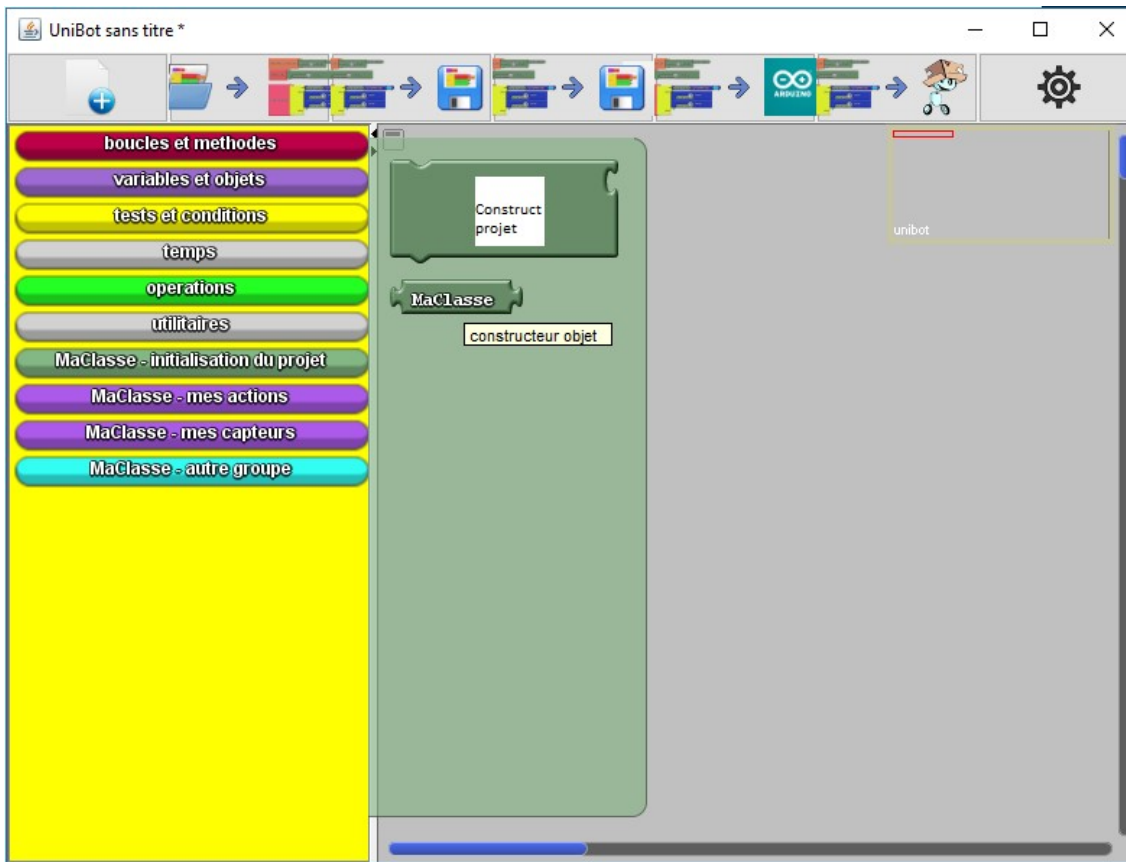 UniBot sans titre *
ARDUINO
boucles et methodes
variables et objets
tests et conditions
temps
operations
utilitaires
MaClasse - initialisation du projet
MaClasse - mes actions
MaClasse - mes capteurs
MaClasse - autre groupe
Construct
projet
MaClasse
constructeur objet
unibot